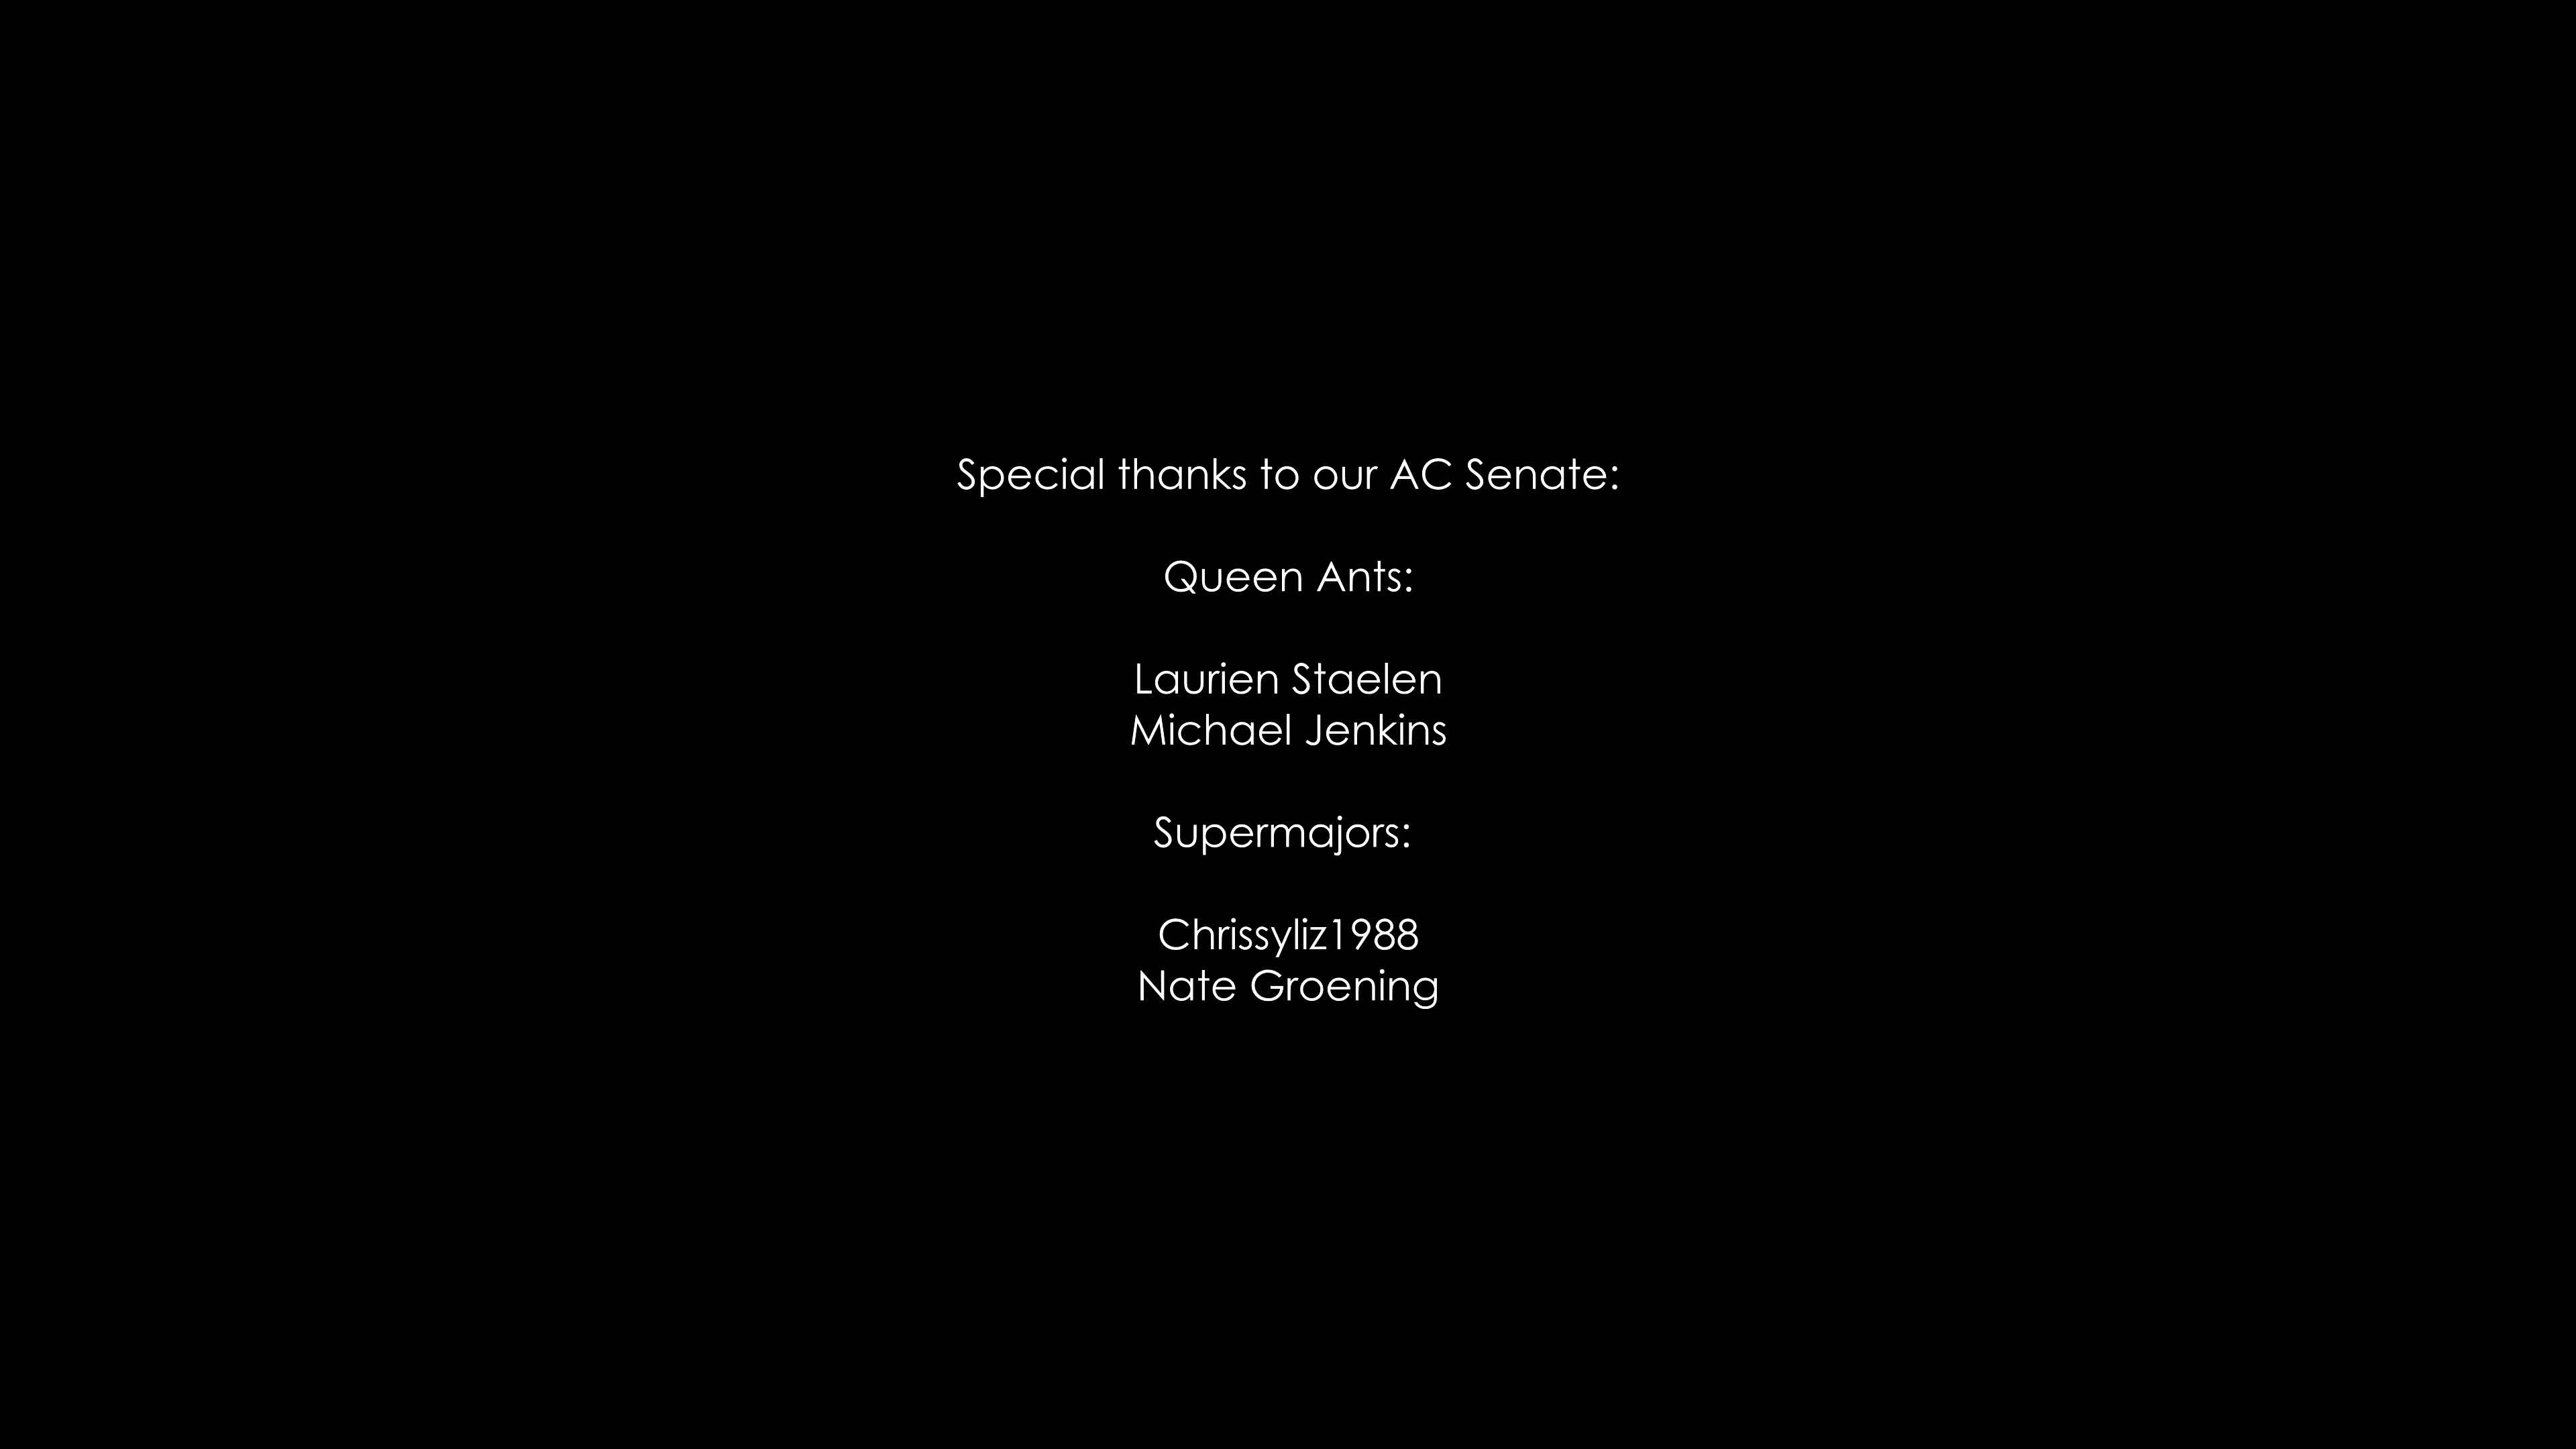 Special thanks to our AC Senate:
Queen Ants:
Laurien Staelen
Michael Jenkins
Supermajors:
Chrissyliz1988
Nate Groening